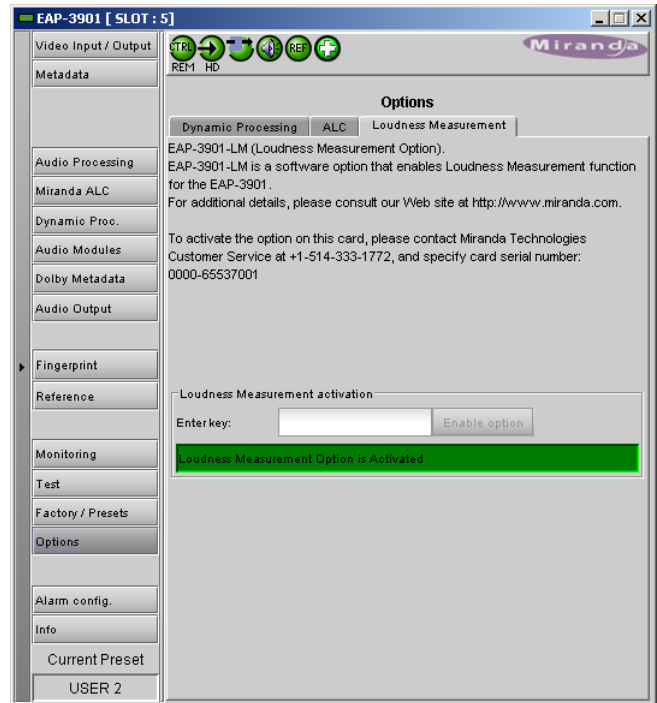 EAP-3901 [ SLOT : 5]
Video Input / Output
Metadata
Audio Processing
Miranda ALC
Dynamic Proc.
Audio Modules
Dolby Metadata
Audio Output
Fingerprint
Reference
Monitoring
Test
Factory / Presets
Options
Alarm config.
Info
Current Preset
USER 2
CTRL
REF
REM HD
Miranda
Options
Dynamic Processing ALC Loudness Measurement
EAP-3901-LM (Loudness Measurement Option).
EAP-3901-LM is a software option that enables Loudness Measurement function
for the EAP-3901.
For additional details, please consult our Web site at http://www.miranda.com.
To activate the option on this card, please contact Miranda Technologies
Customer Service at +1-514-333-1772, and specify card serial number:
0000-65537001
Loudness Measurement activation
Enter key: Enable option
Loudness Measurement Option is Activated